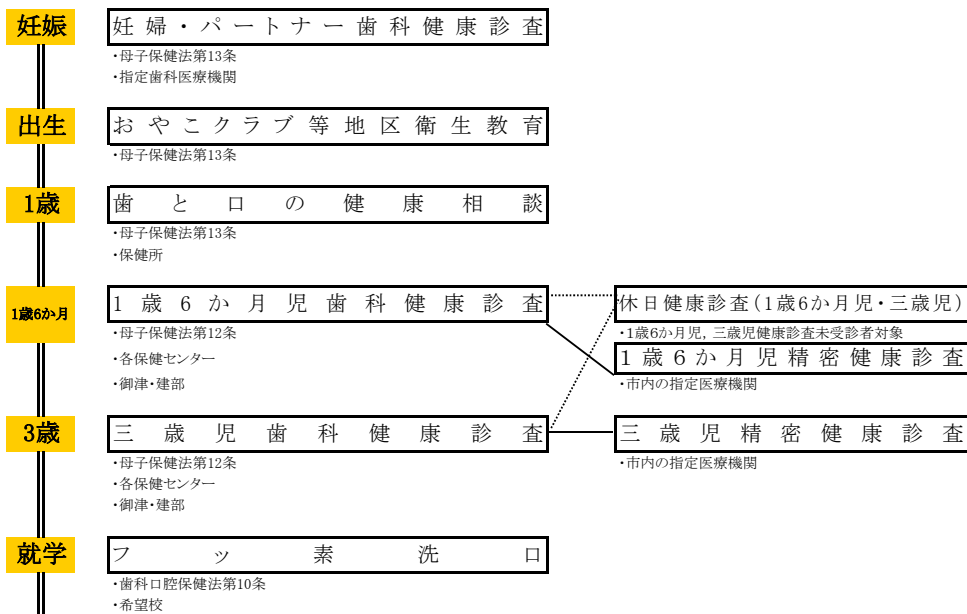 妊娠
妊婦・パートナー歯科健康診査
・母子保健法第13条
・指定歯科医療機関
出生
おやこクラブ等地区衛生教育
・母子保健法第13条
1歳
歯と口の健康相談
・母子保健法第13条
・保健所
1歳6か月
1歳6か月児歯科健康診査
・母子保健法第12条
・各保健センター
・御津・建部
休日健康診査(1歳6か月児・三歳児)
・1歳6か月児, 三歳児健康診査未受診者対象
1歳6か月児精密健康診査
・市内の指定医療機関
3歳
三歳児歯科健康診査
・母子保健法第12条
・各保健センター
・御津・建部
三歳児精密健康診査
・市内の指定医療機関
就学
フッ素洗口
・歯科口腔保健法第10条
・希望校